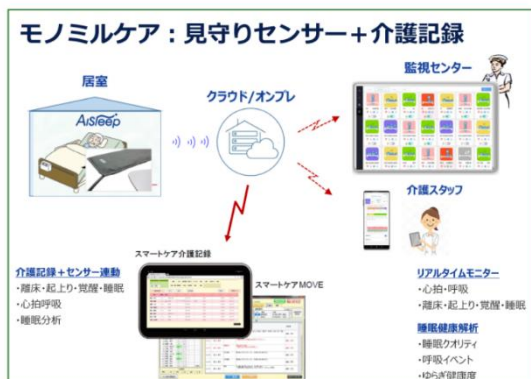 モノミルケア：見守りセンサー＋介護記録
居室
Aisleep
クラウド/オンプレ
監視センター
介護スタッフ
スマートケア介護記録
スマートケアMOVE
介護記録＋センサー連動
・離床・起上り・覚醒・睡眠
・心拍呼吸
・睡眠分析
リアルタイムモニター
・心拍・呼吸
・離床・起上り・覚醒・睡眠
睡眠健康解析
・睡眠クオリティ
・呼吸イベント
・ゆらぎ健康度